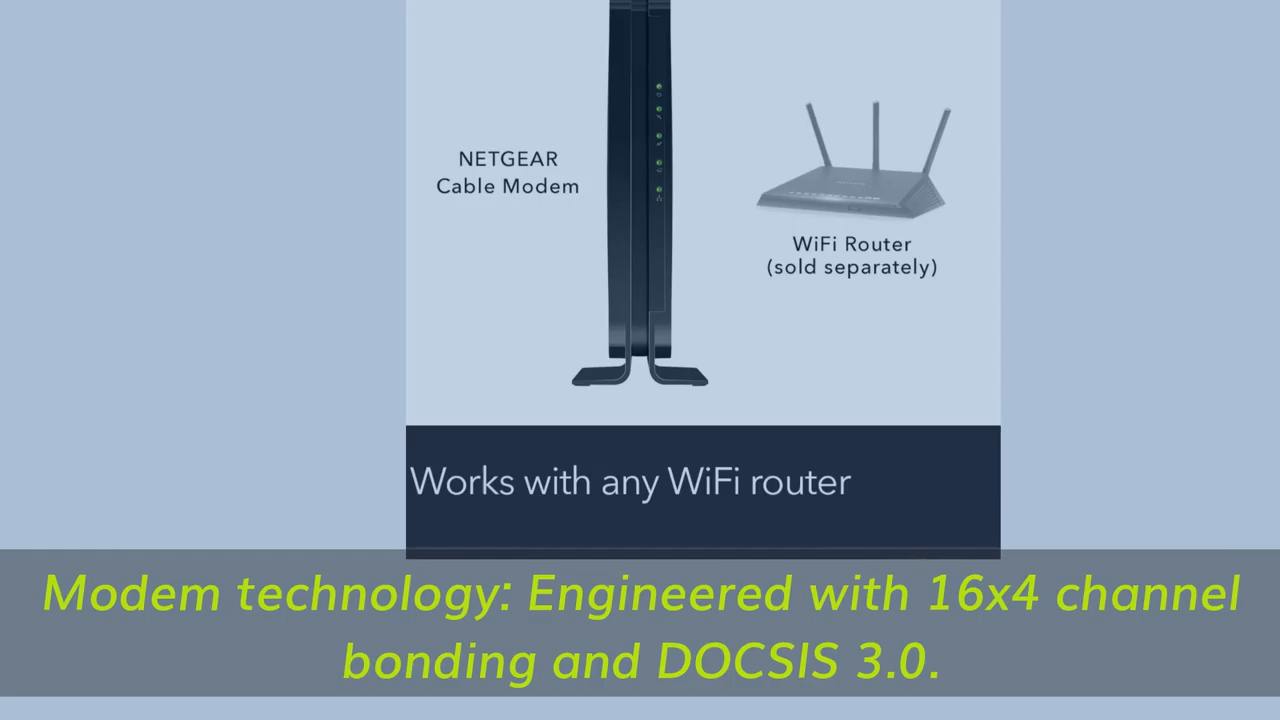 NETGEAR
Cable Modem
WiFi Router
(sold separately)
Works with any WiFi router
Modem technology: Engineered with 16x4 channel
bonding and DOCSIS 3.0.